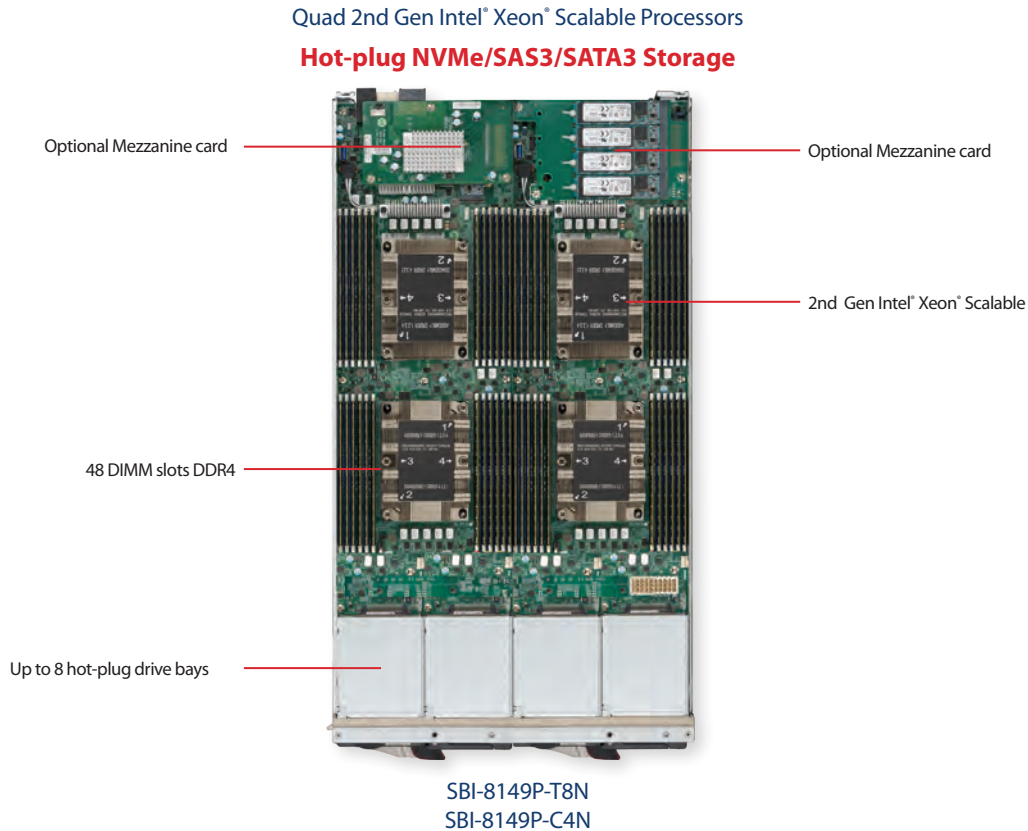 Quad 2nd Gen Intel® Xeon® Scalable Processors
Hot-plug NVMe/SAS3/SATA3 Storage
Optional Mezzanine card
Optional Mezzanine card
2nd Gen Intel® Xeon® Scalable
48 DIMM slots DDR4
Up to 8 hot-plug drive bays
SBI-8149P-T8N
SBI-8149P-C4N